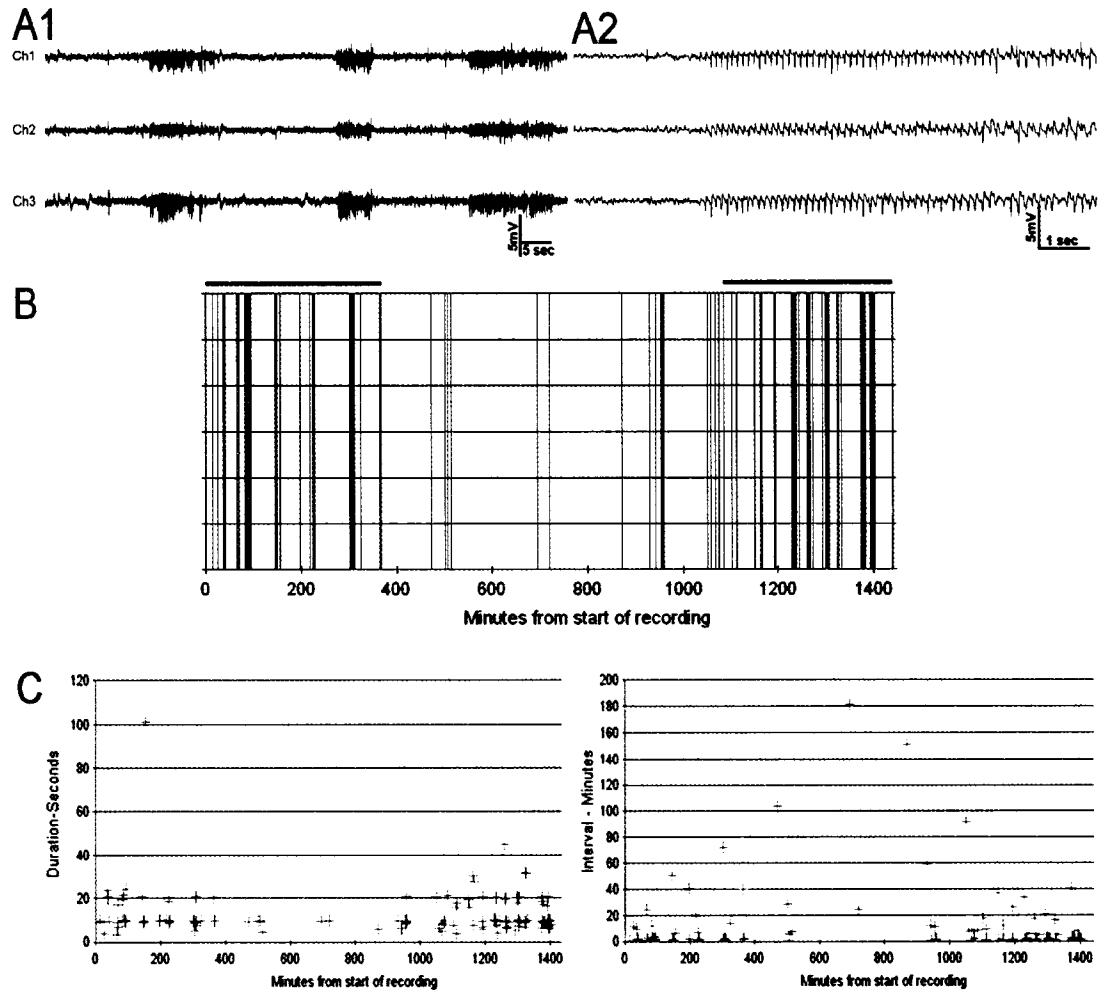 A1
A2
Ch1
Ch2
Ch3
5mV
5 sec
5mV
1 sec
B
0 200 400 600 800 1000 1200 1400
Minutes from start of recording
C
Duration-Seconds
120
100
80
60
40
20
0
0 200 400 600 800 1000 1200 1400
Minutes from start of recording
Interval - Minutes
200
180
160
140
120
100
80
60
40
20
0
0 200 400 600 800 1000 1200 1400
Minutes from start of recording